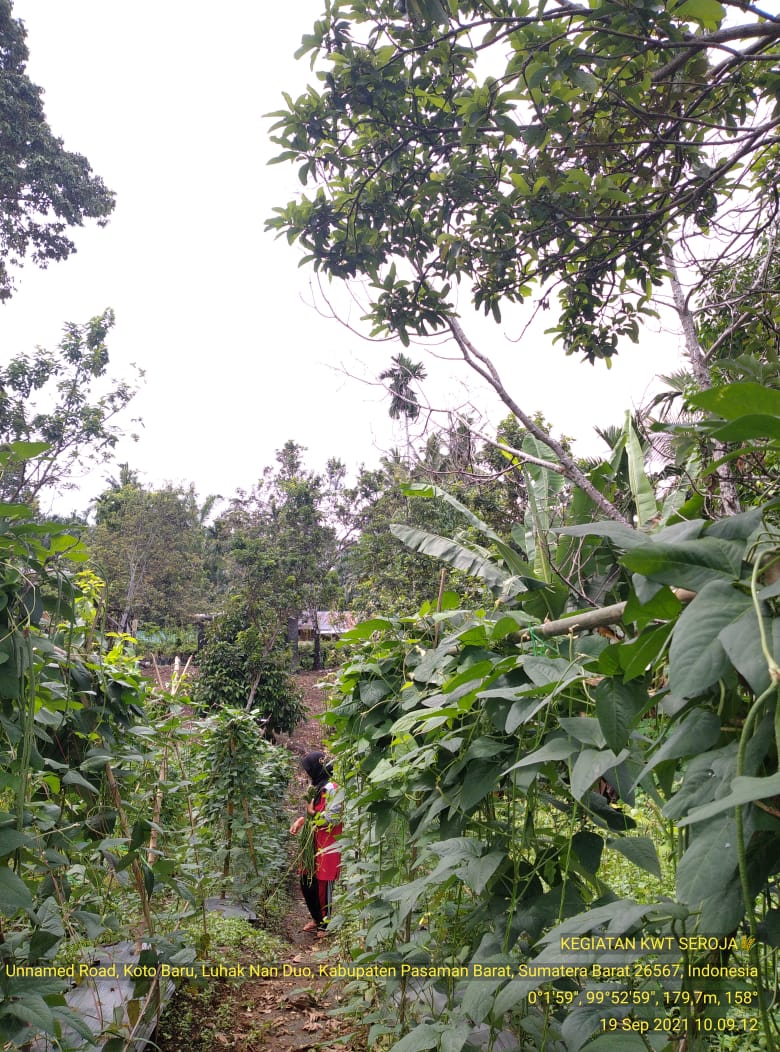 KEGIATAN KWT SEROJA🌾
Unnamed Road, Koto Baru, Luhak Nan Duo, Kabupaten Pasaman Barat, Sumatera Barat 26567, Indonesia
0°1'59", 99°52'59", 179,7m, 158°
19 Sep 2021 10.09.12